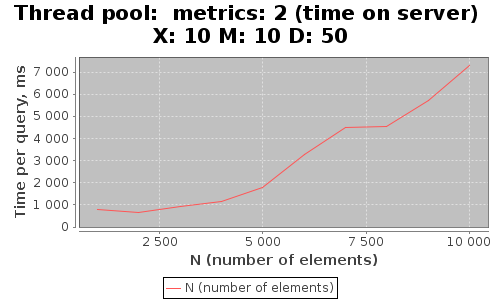 Thread pool:  metrics: 2 (time on server)
X: 10 M: 10 D: 50
Time per query, ms
7 000
6 000
5 000
4 000
3 000
2 000
1 000
0
2 500
5 000
7 500
10 000
N (number of elements)
N (number of elements)